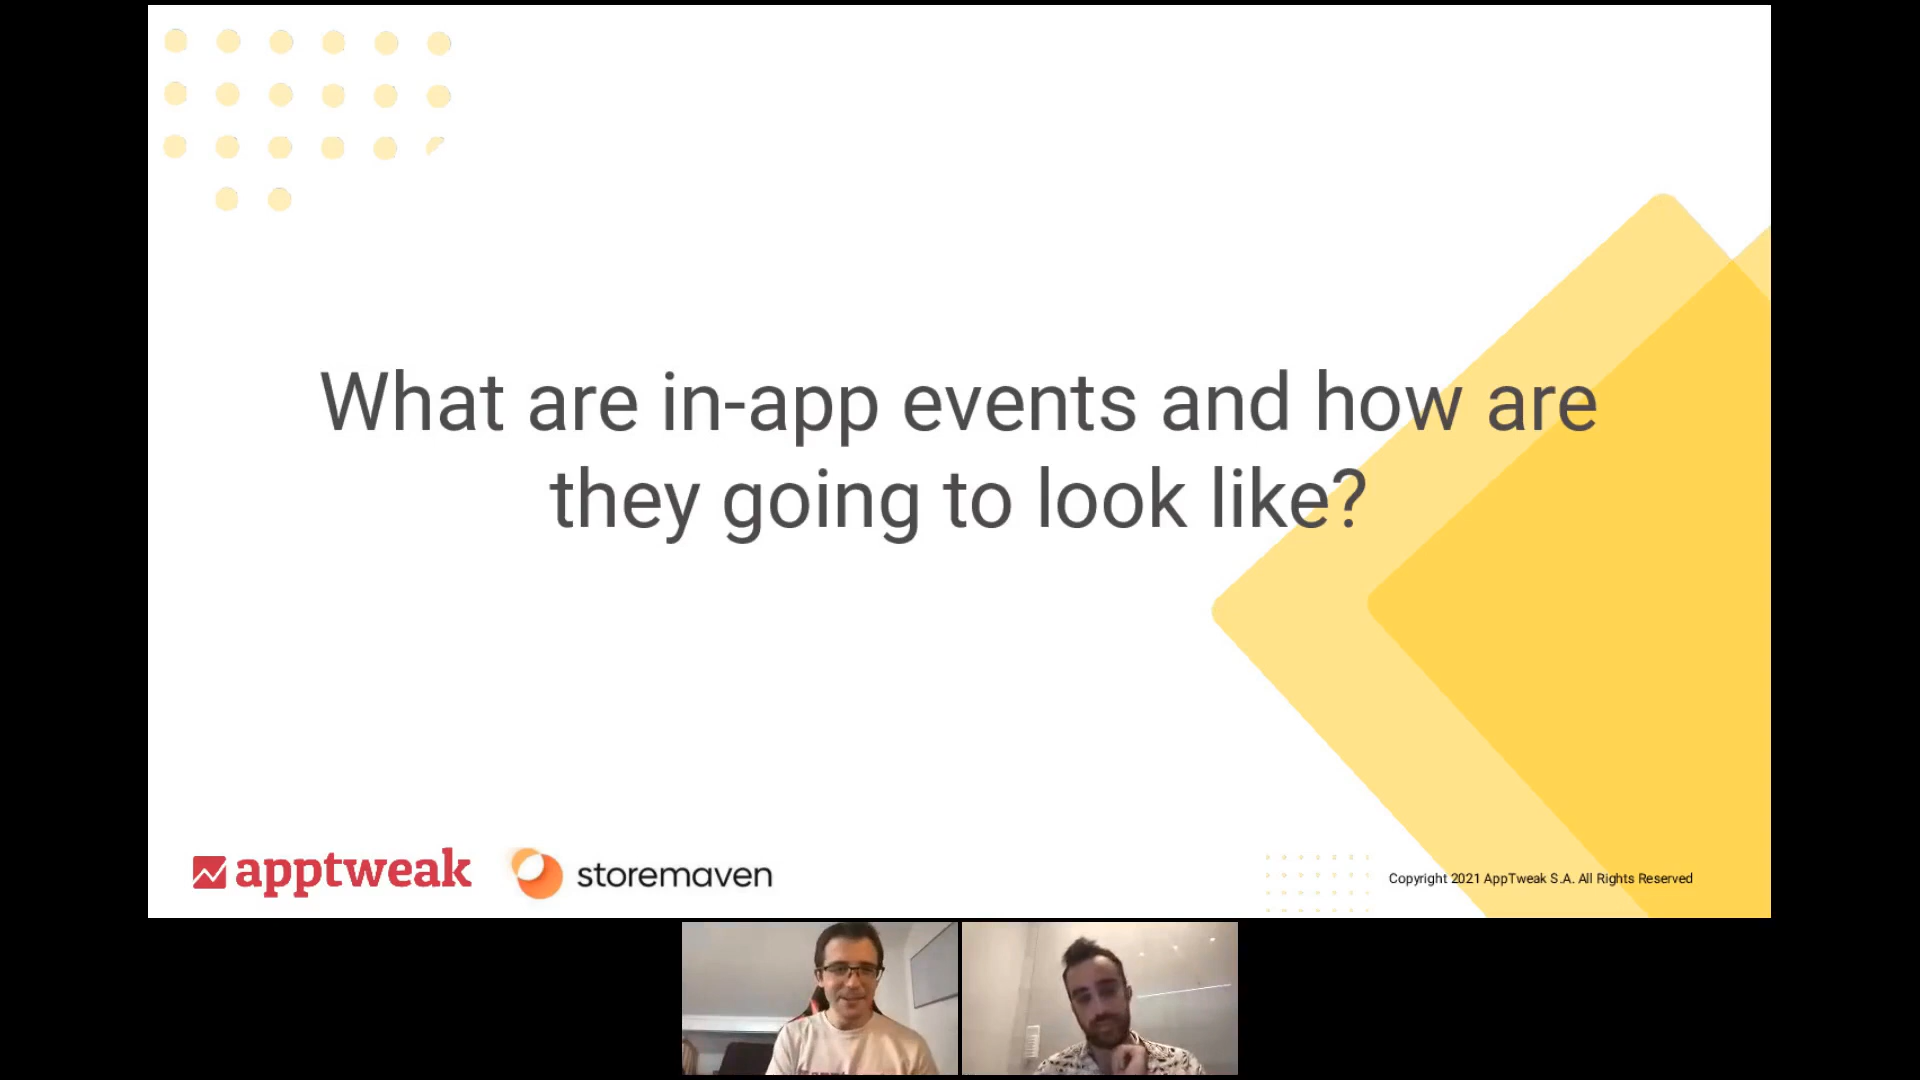 What are in-app events and how are
they going to look like?
apptweak
storemaven
Copyright 2021 AppTweak S.A. All Rights Reserved